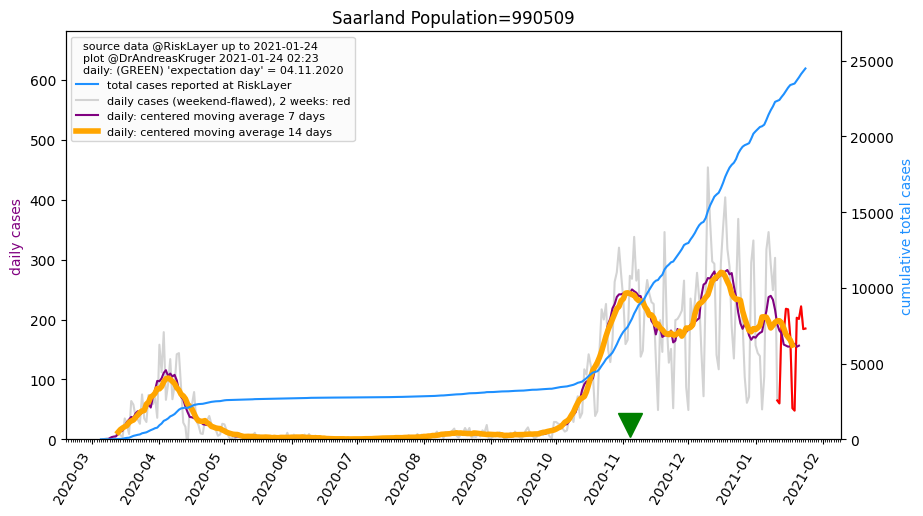 Saarland Population=990509
source data @RiskLayer up to 2021-01-24
plot @DrAndreasKruger 2021-01-24 02:23
daily: (GREEN) 'expectation day' = 04.11.2020
total cases reported at RiskLayer
daily cases (weekend-flawed), 2 weeks: red
daily: centered moving average 7 days
daily: centered moving average 14 days
daily cases
600
500
400
300
200
100
0
25000
20000
15000
10000
5000
0
cumulative total cases
2020-03
2020-04
2020-05
2020-06
2020-07
2020-08
2020-09
2020-10
2020-11
2020-12
2021-01
2021-02